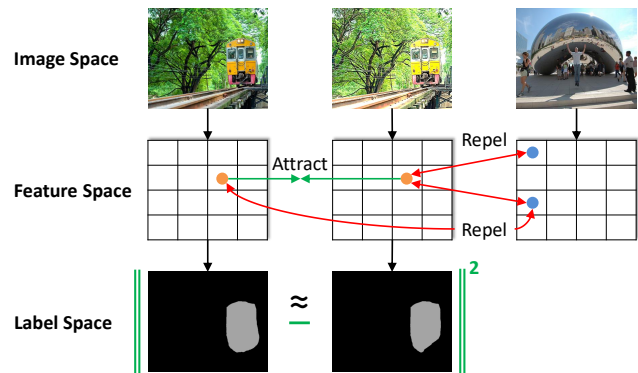 Image Space
Repel
Attract
Feature Space
Repel
2
≈
Label Space